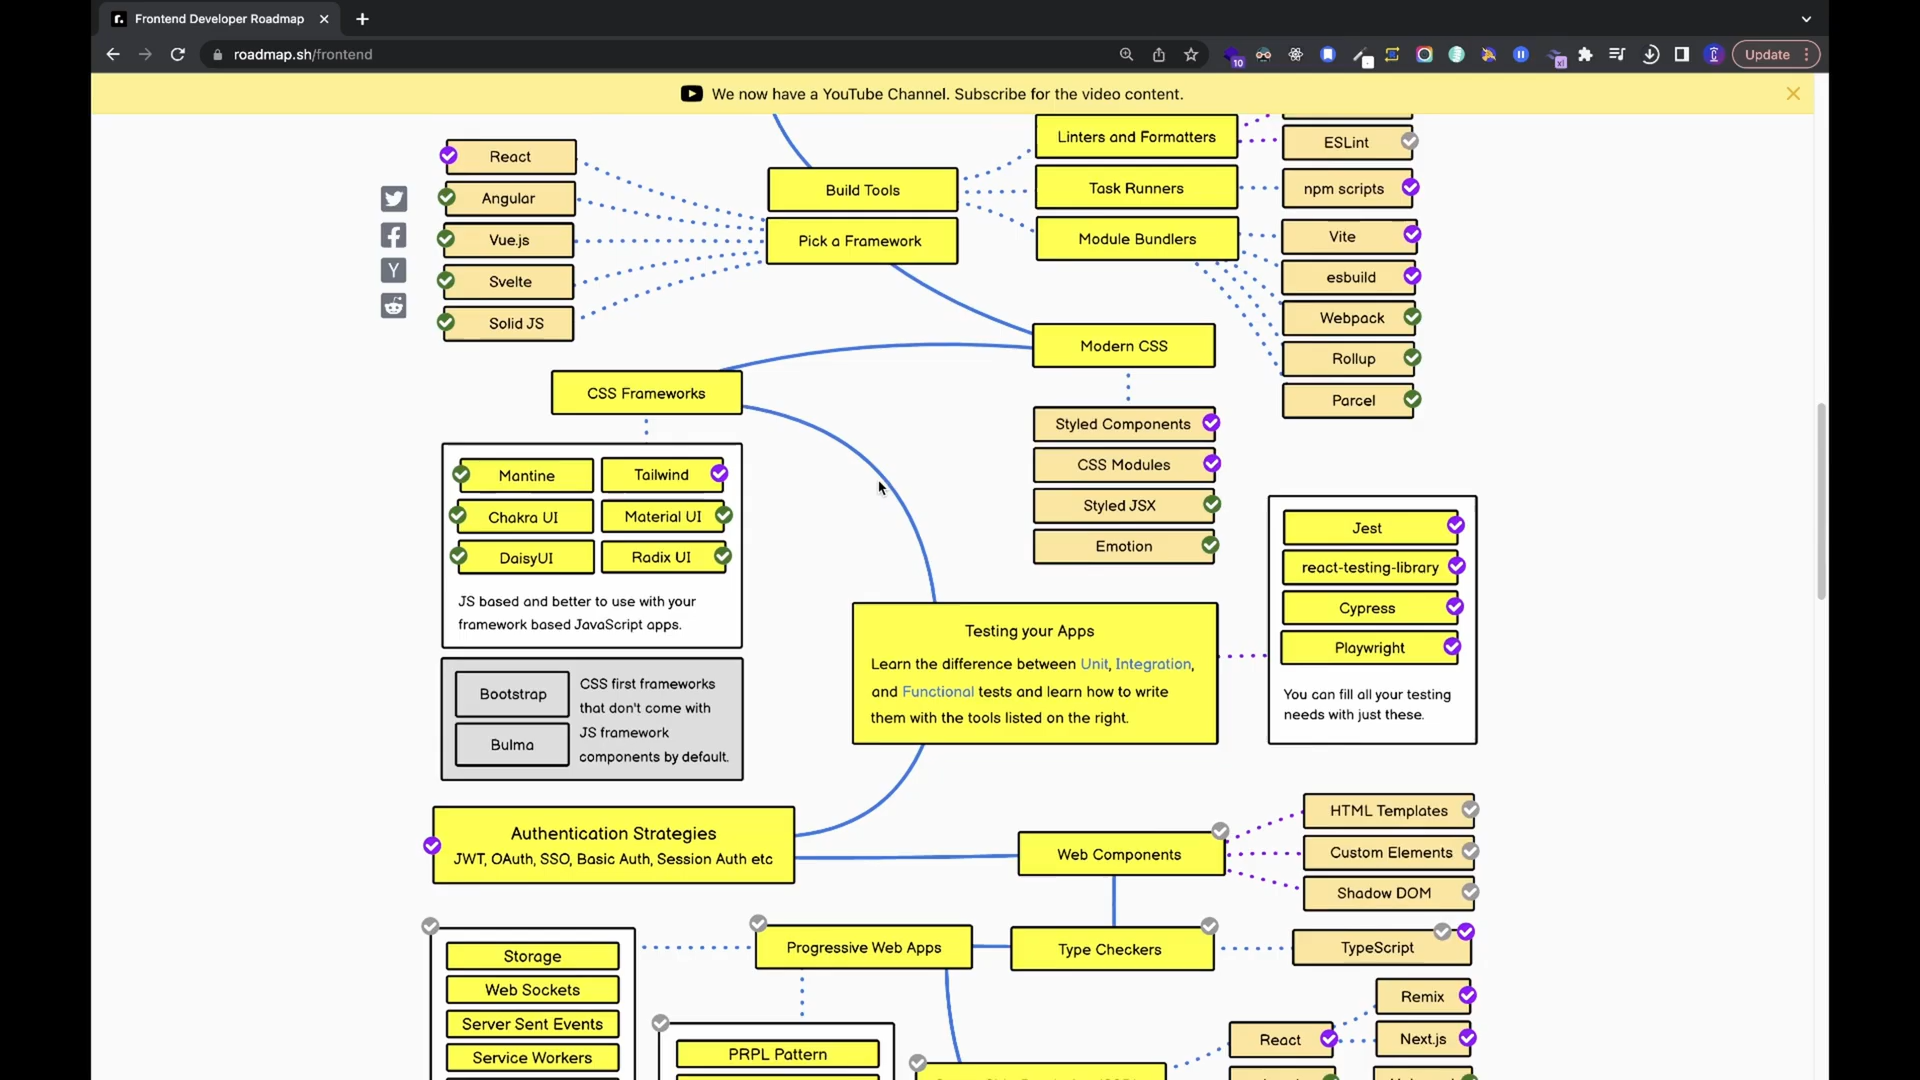 Frontend Developer Roadmap
roadmap.sh/frontend
10
xl
Update
We now have a YouTube Channel. Subscribe for the video content.
React
Angular
Vue.js
Svelte
Solid JS
Build Tools
Pick a Framework
Linters and Formatters
Task Runners
Module Bundlers
ESLint
npm scripts
Vite
esbuild
Webpack
Rollup
Parcel
Modern CSS
Styled Components
CSS Modules
Styled JSX
Emotion
CSS Frameworks
Mantine
Tailwind
Chakra UI
Material UI
DaisyUI
Radix UI
JS based and better to use with your
framework based JavaScript apps.
Bootstrap
Bulma
CSS first frameworks
that don't come with
JS framework
components by default.
Testing your Apps
Learn the difference between Unit, Integration,
and Functional tests and learn how to write
them with the tools listed on the right.
Jest
react-testing-library
Cypress
Playwright
You can fill all your testing
needs with just these.
Authentication Strategies
JWT, OAuth, SSO, Basic Auth, Session Auth etc
Web Components
HTML Templates
Custom Elements
Shadow DOM
Progressive Web Apps
Type Checkers
TypeScript
Storage
Web Sockets
Server Sent Events
Service Workers
PRPL Pattern
React
Remix
Next.js